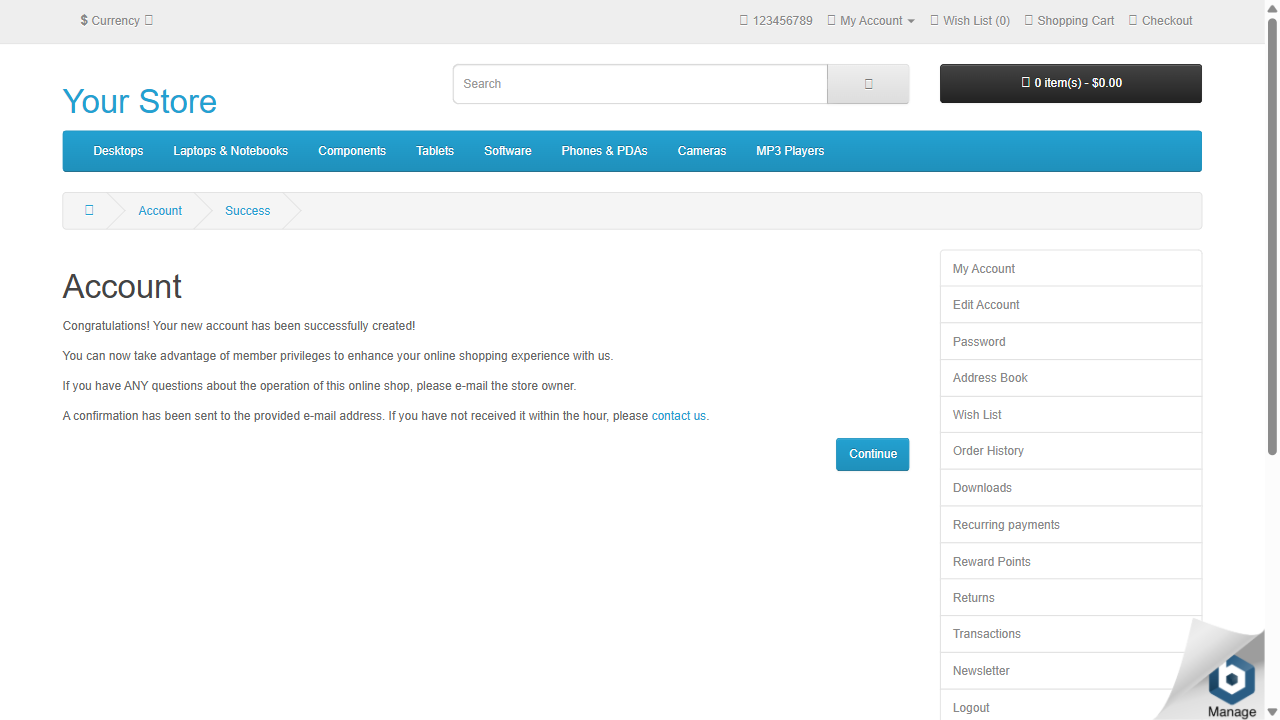 $ Currency
123456789 My Account Wish List (0) Shopping Cart Checkout
Your Store
Search
0 item(s) - $0.00
Desktops Laptops & Notebooks Components Tablets Software Phones & PDAs Cameras MP3 Players
Account Success
Account
Congratulations! Your new account has been successfully created!
You can now take advantage of member privileges to enhance your online shopping experience with us.
If you have ANY questions about the operation of this online shop, please e-mail the store owner.
A confirmation has been sent to the provided e-mail address. If you have not received it within the hour, please contact us.
Continue
My Account
Edit Account
Password
Address Book
Wish List
Order History
Downloads
Recurring payments
Reward Points
Returns
Transactions
Newsletter
Logout
Manage